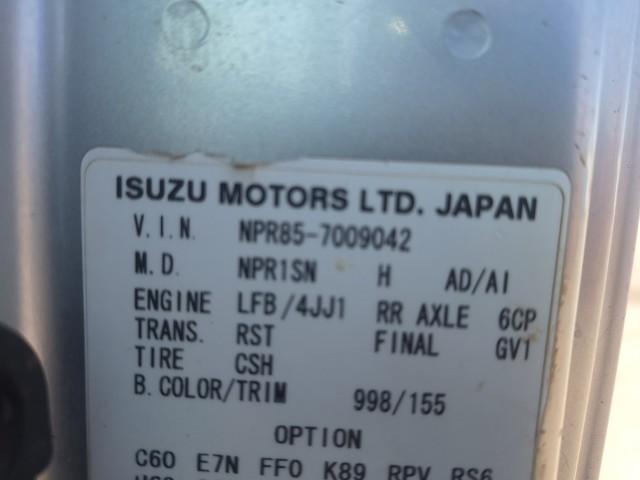 ISUZU MOTORS LTD. JAPAN
V.I.N. NPR85-7009042
M.D. NPR1SN H AD/AI
ENGINE LFB/4JJ1 RR AXLE 6CP
TRANS. RST FINAL GV1
TIRE CSH
B.COLOR/TRIM 998/155
OPTION
C60 E7N FF0 K89 RPV RS6